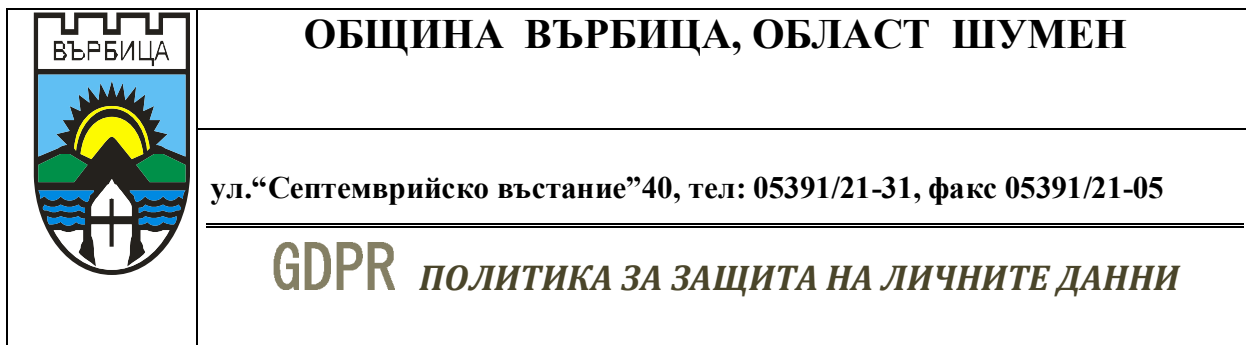 ВЪРБИЦА
ОБЩИНА ВЪРБИЦА, ОБЛАСТ ШУМЕН
ул.“Септемврийско въстание”40, тел: 05391/21-31, факс 05391/21-05
GDPR ПОЛИТИКА ЗА ЗАЩИТА НА ЛИЧНИТЕ ДАННИ